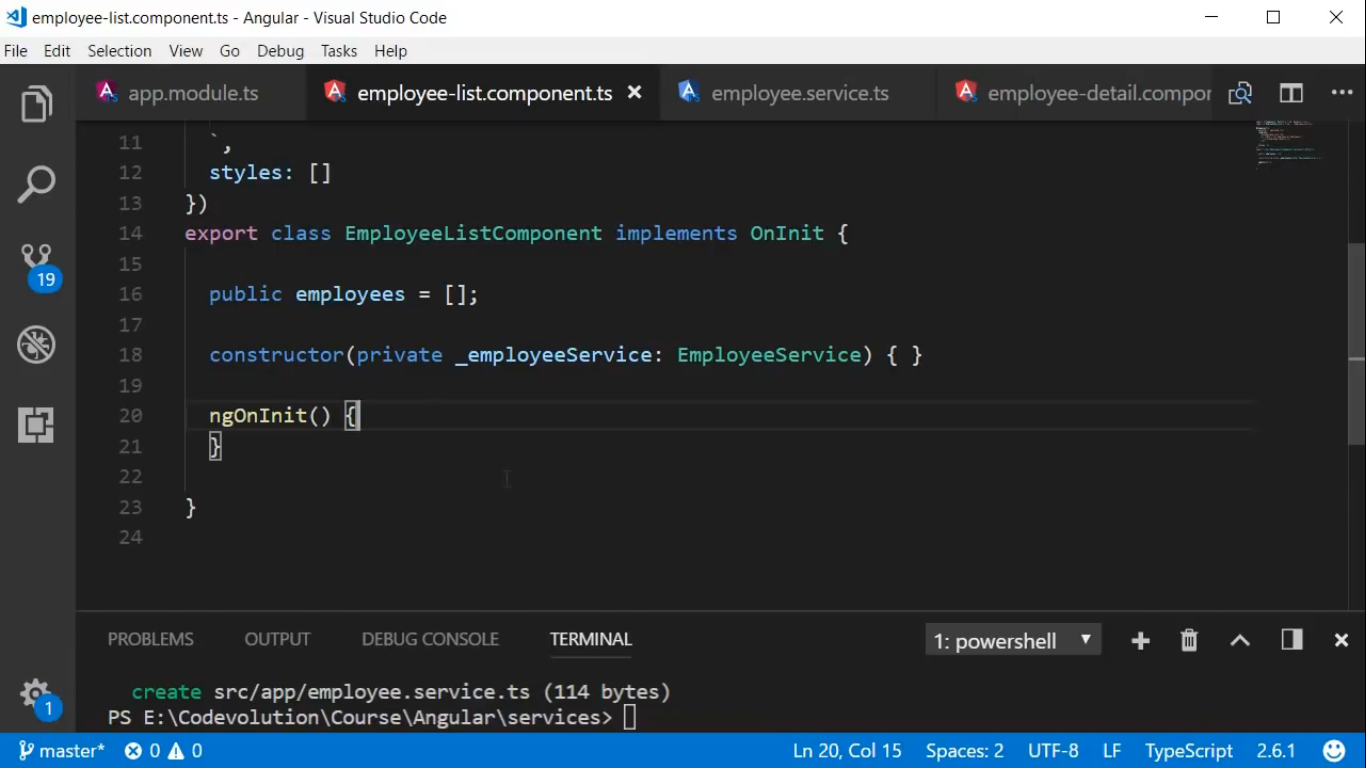 employee-list.component.ts - Angular - Visual Studio Code
File Edit Selection View Go Debug Tasks Help
app.module.ts employee-list.component.ts employee.service.ts employee-detail.compor
11 `,
12 styles: []
13 })
14 export class EmployeeListComponent implements OnInit {
15
16 public employees = [];
17
18 constructor(private _employeeService: EmployeeService) { }
19
20 ngOnInit() {
21 }
22
23 }
24
19
PROBLEMS OUTPUT DEBUG CONSOLE TERMINAL 1: powershell
create src/app/employee.service.ts (114 bytes)
PS E:\Codevolution\Course\Angular\services>
1
master* 0 0 Ln 20, Col 15 Spaces: 2 UTF-8 LF TypeScript 2.6.1